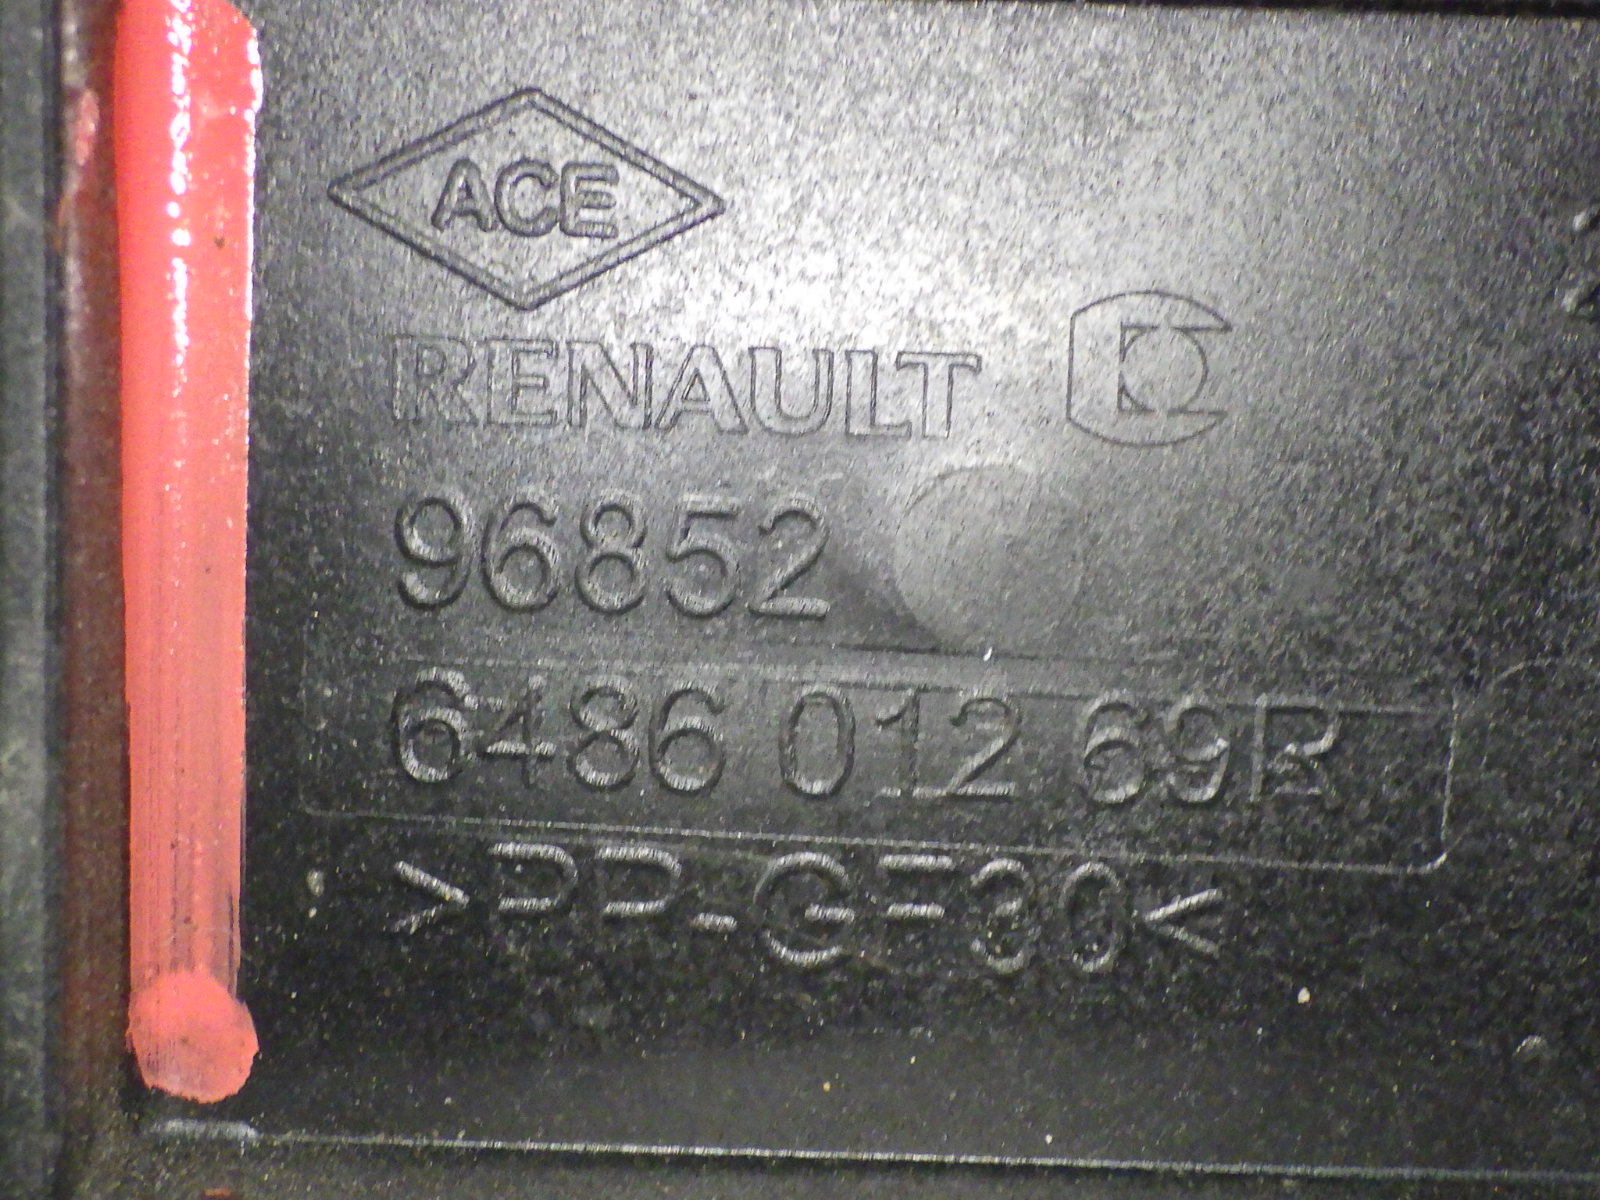 ACE
RENAULT
96852
6486 012 69R
>PP-GF30<